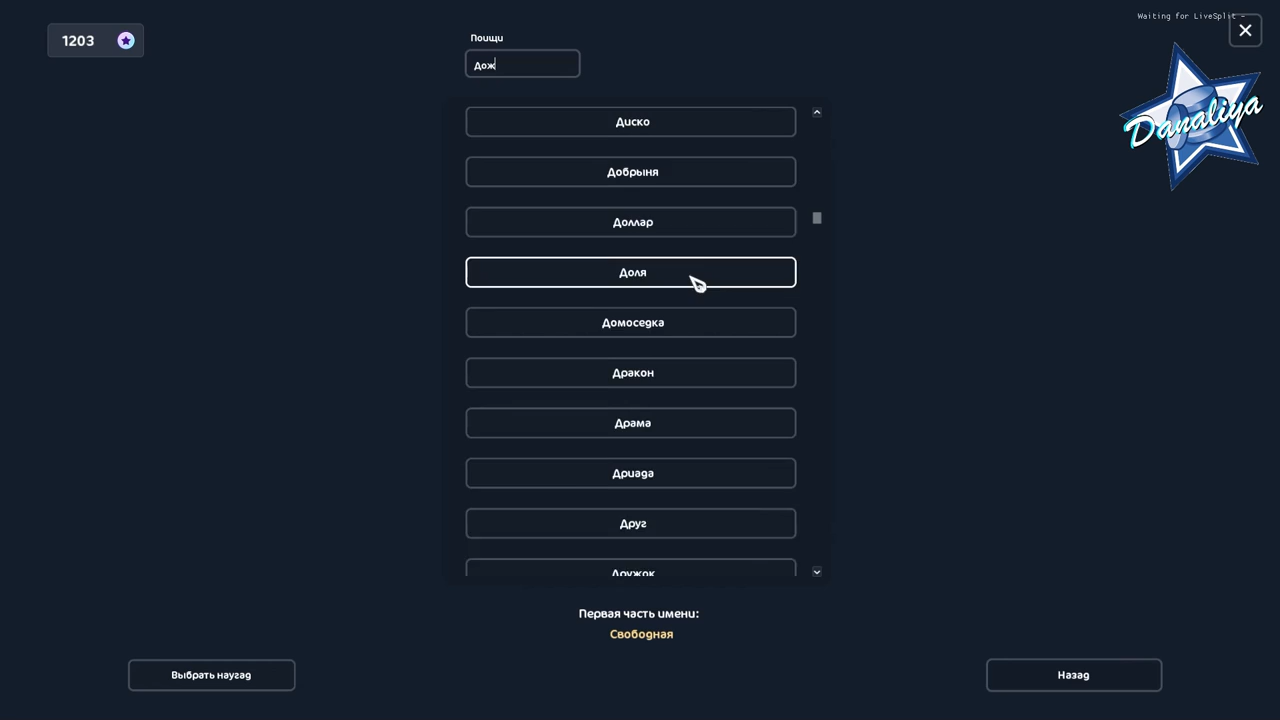 Waiting for LiveSplit -
1203
Поищи
Дож
Danaliya
Диско
Добрыня
Доллар
Доля
Домоседка
Дракон
Драма
Дриада
Друг
Дружок
Первая часть имени:
Свободная
Выбрать наугад
Назад